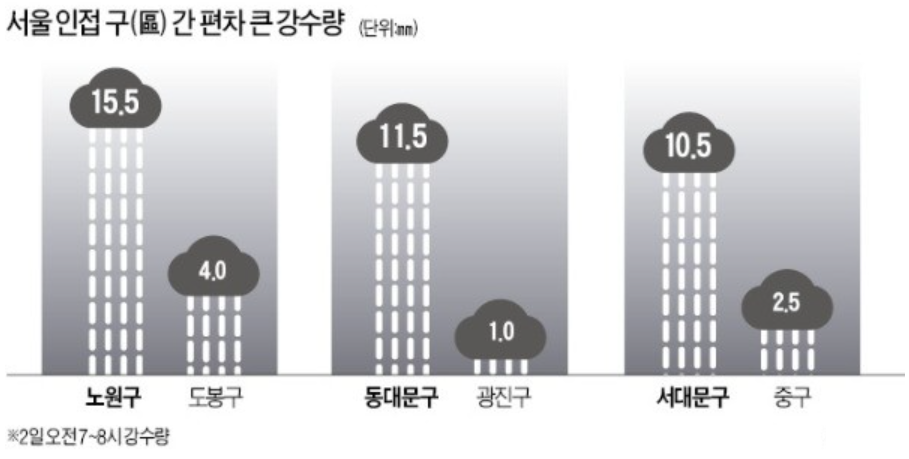 서울 인접 구(區) 간 편차 큰 강수량 (단위:㎜)
15.5
4.0
11.5
1.0
10.5
2.5
노원구 도봉구 동대문구 광진구 서대문구 중구
※2일 오전 7~8시 강수량